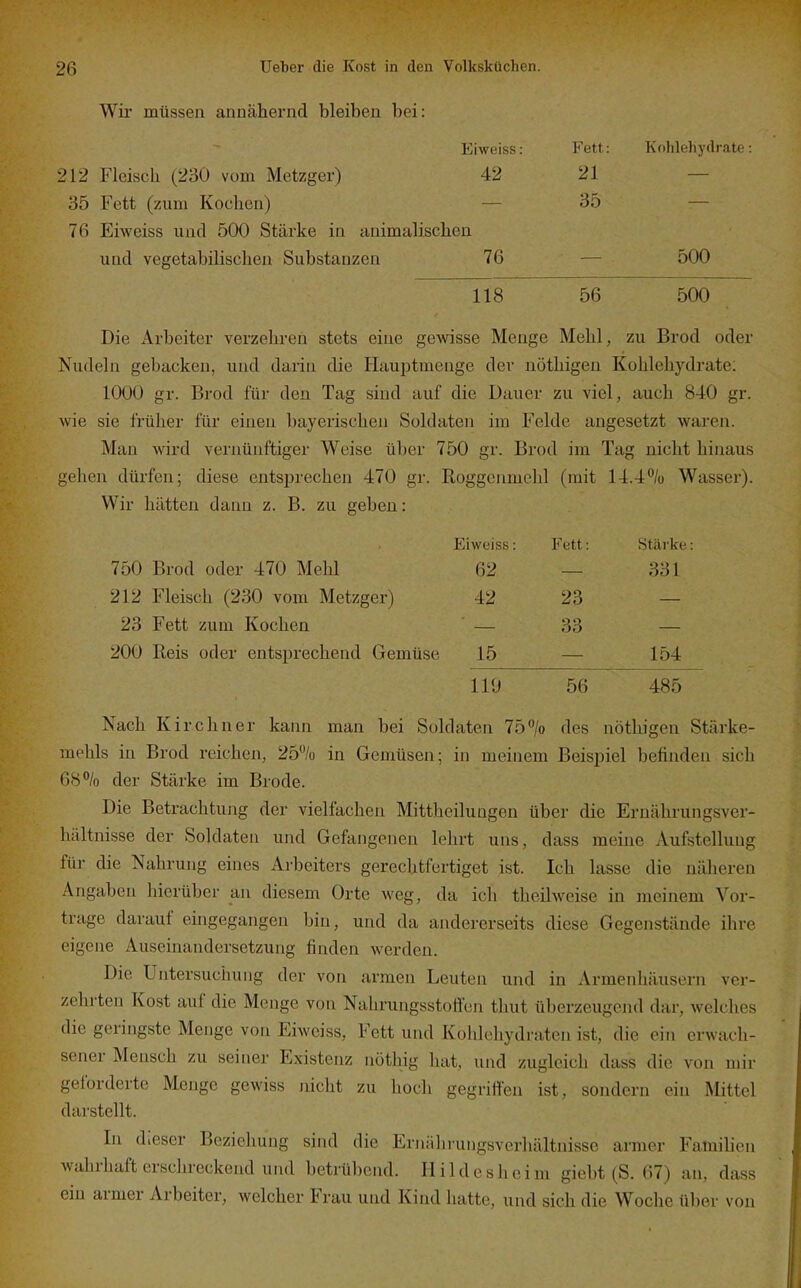 26 Ueber die Kost in den Volksküchen.
Wir müssen annähernd bleiben bei:
Eiweiss: Fett: Kohlehydrate:
212 Fleisch (230 vom Metzger) 42 21 —
35 Fett (zum Kochen) — 35 —
76 Eiweiss und 500 Stärke in animalischen
und vegetabilischen Substanzen 76 — 500
118 56 500
Die Arbeiter verzehren stets eine gewisse Menge Mehl, zu Brod oder
Nudeln gebacken, und darin die Hauptmenge der nöthigen Kohlehydrate.
1000 gr. Brod für den Tag sind auf die Dauer zu viel, auch 840 gr.
wie sie früher für einen bayerischen Soldaten im Felde angesetzt waren.
Man wird vernünftiger Weise über 750 gr. Brod im Tag nicht hinaus
gehen dürfen; diese entsprechen 470 gr. Roggenmehl (mit 14.4% Wasser).
Wir hätten dann z. B. zu geben:
Eiweiss: Fett: Stärke:
750 Brod oder 470 Mehl 62 — 331
212 Fleisch (230 vom Metzger) 42 23 —
23 Fett zum Kochen — 33 —
200 Reis oder entsprechend Gemüse 15 — 154
119 56 485
Nach Kirchner kann man bei Soldaten 75% des nöthigen Stärke-
mehls in Brod reichen, 25% in Gemüsen; in meinem Beispiel befinden sich
68% der Stärke im Brode.
Die Betrachtung der vielfachen Mittheilungen über die Ernährungsver-
hältnisse der Soldaten und Gefangenen lehrt uns, dass meine Aufstellung
für die Nahrung eines Arbeiters gerechtfertiget ist. Ich lasse die näheren
Angaben hierüber an diesem Orte weg, da ich theilweise in meinem Vor-
trage darauf eingegangen bin, und da andererseits diese Gegenstände ihre
eigene Auseinandersetzung finden werden.
Die Untersuchung der von armen Leuten und in Armenhäusern ver-
zehrten Kost auf die Menge von Nahrungsstoffen thut überzeugend dar, welches
die geringste Menge von Eiweiss, Fett und Kohlehydraten ist, die ein erwach-
sener Mensch zu seiner Existenz nöthig hat, und zugleich dass die von mir
geforderte Menge gewiss nicht zu hoch gegriffen ist, sondern ein Mittel
darstellt.
In dieser Beziehung sind die Ernährungsverhältnisse armer Familien
wahrhaft erschreckend und betrübend. Hildesheim giebt (S. 67) an, dass
ein armer Arbeiter, welcher Frau und Kind hatte, und sich die Woche über von